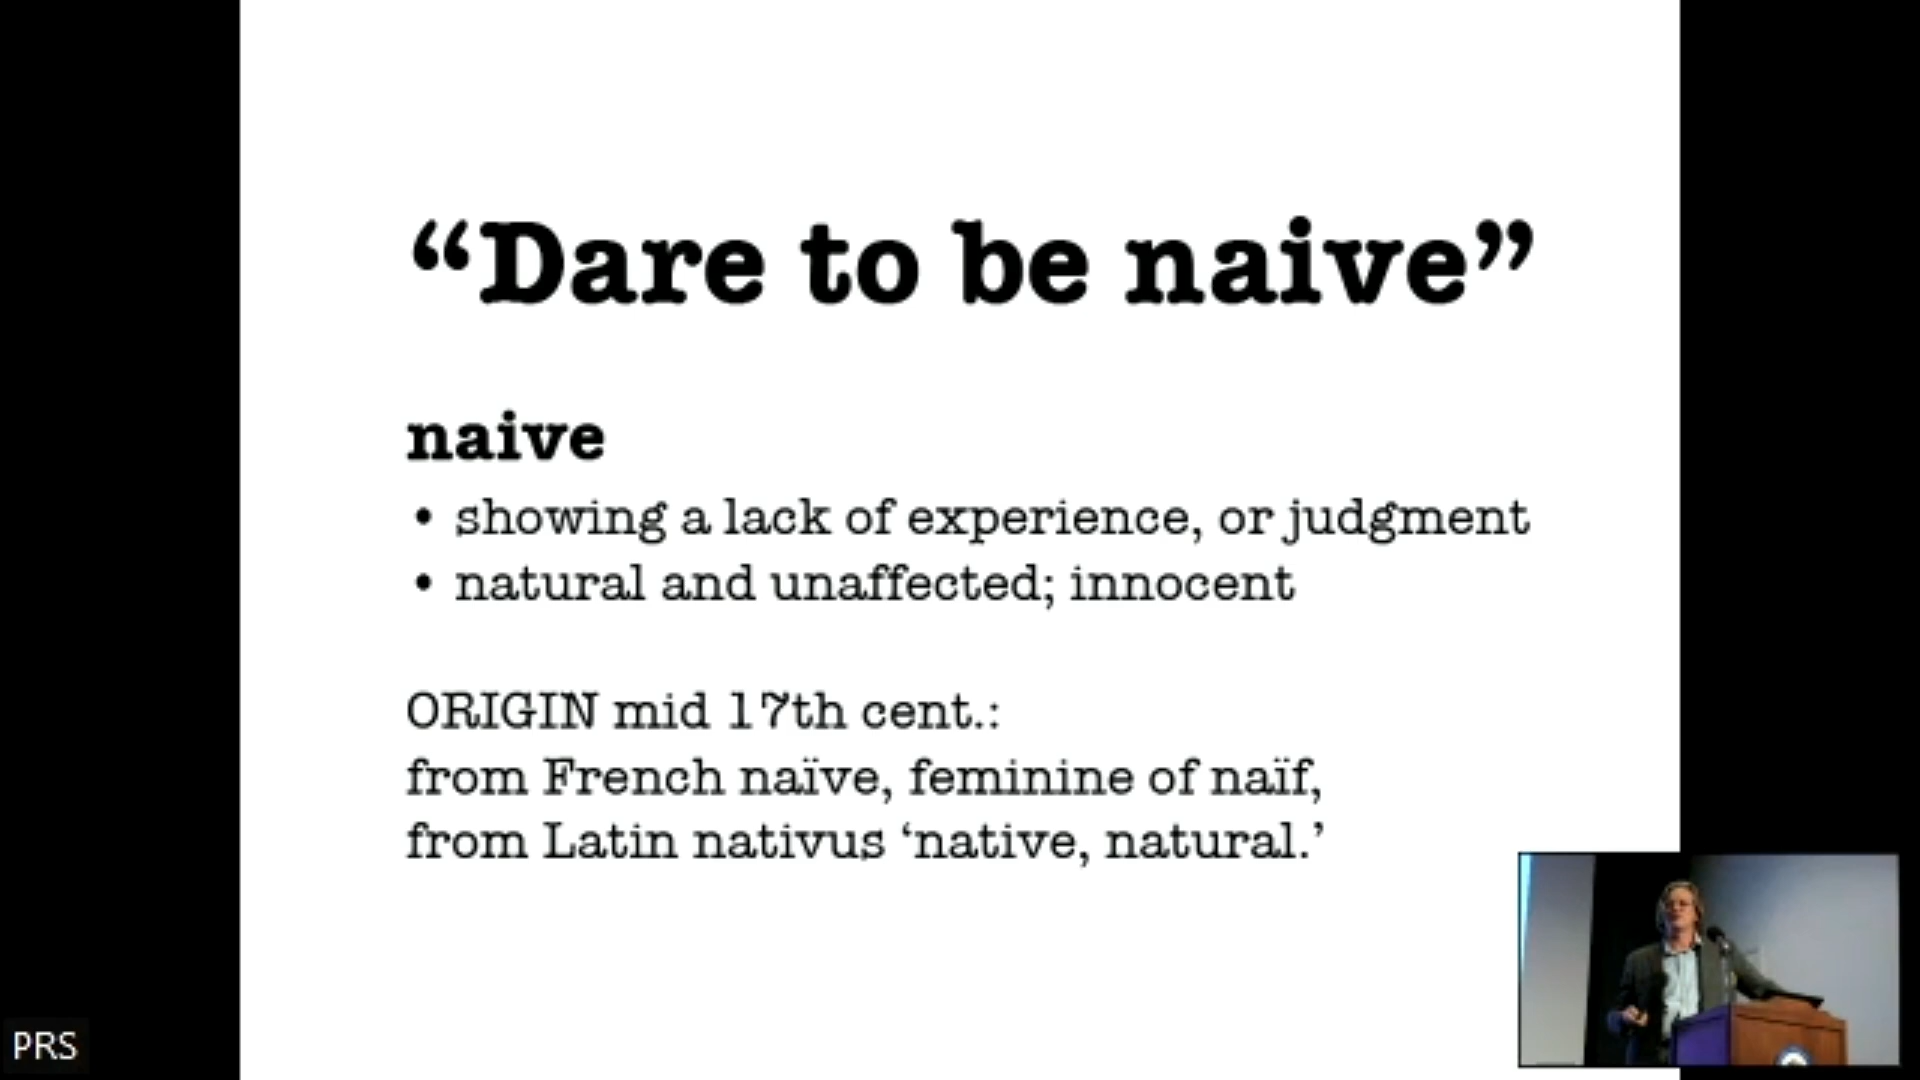 “Dare to be naive”
naive
• showing a lack of experience, or judgment
• natural and unaffected; innocent
ORIGIN mid 17th cent.:
from French naïve, feminine of naïf,
from Latin nativus ‘native, natural.’
PRS